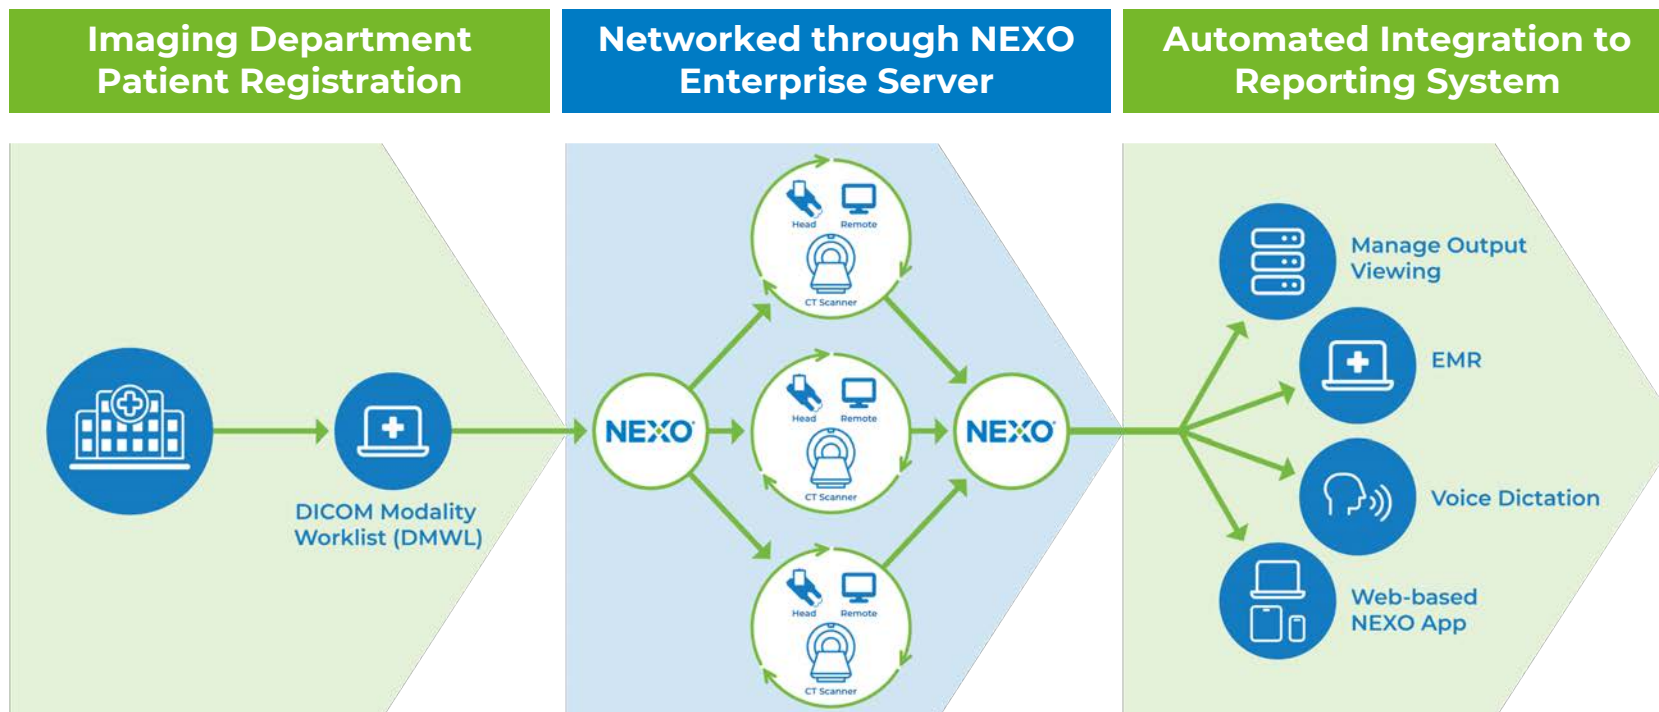 Imaging Department
Patient Registration
Networked through NEXO
Enterprise Server
Automated Integration to
Reporting System
DICOM Modality
Worklist (DMWL)
NEXO
Head Remote
CT Scanner
Head Remote
CT Scanner
Head Remote
CT Scanner
NEXO
Manage Output
Viewing
EMR
Voice Dictation
Web-based
NEXO App